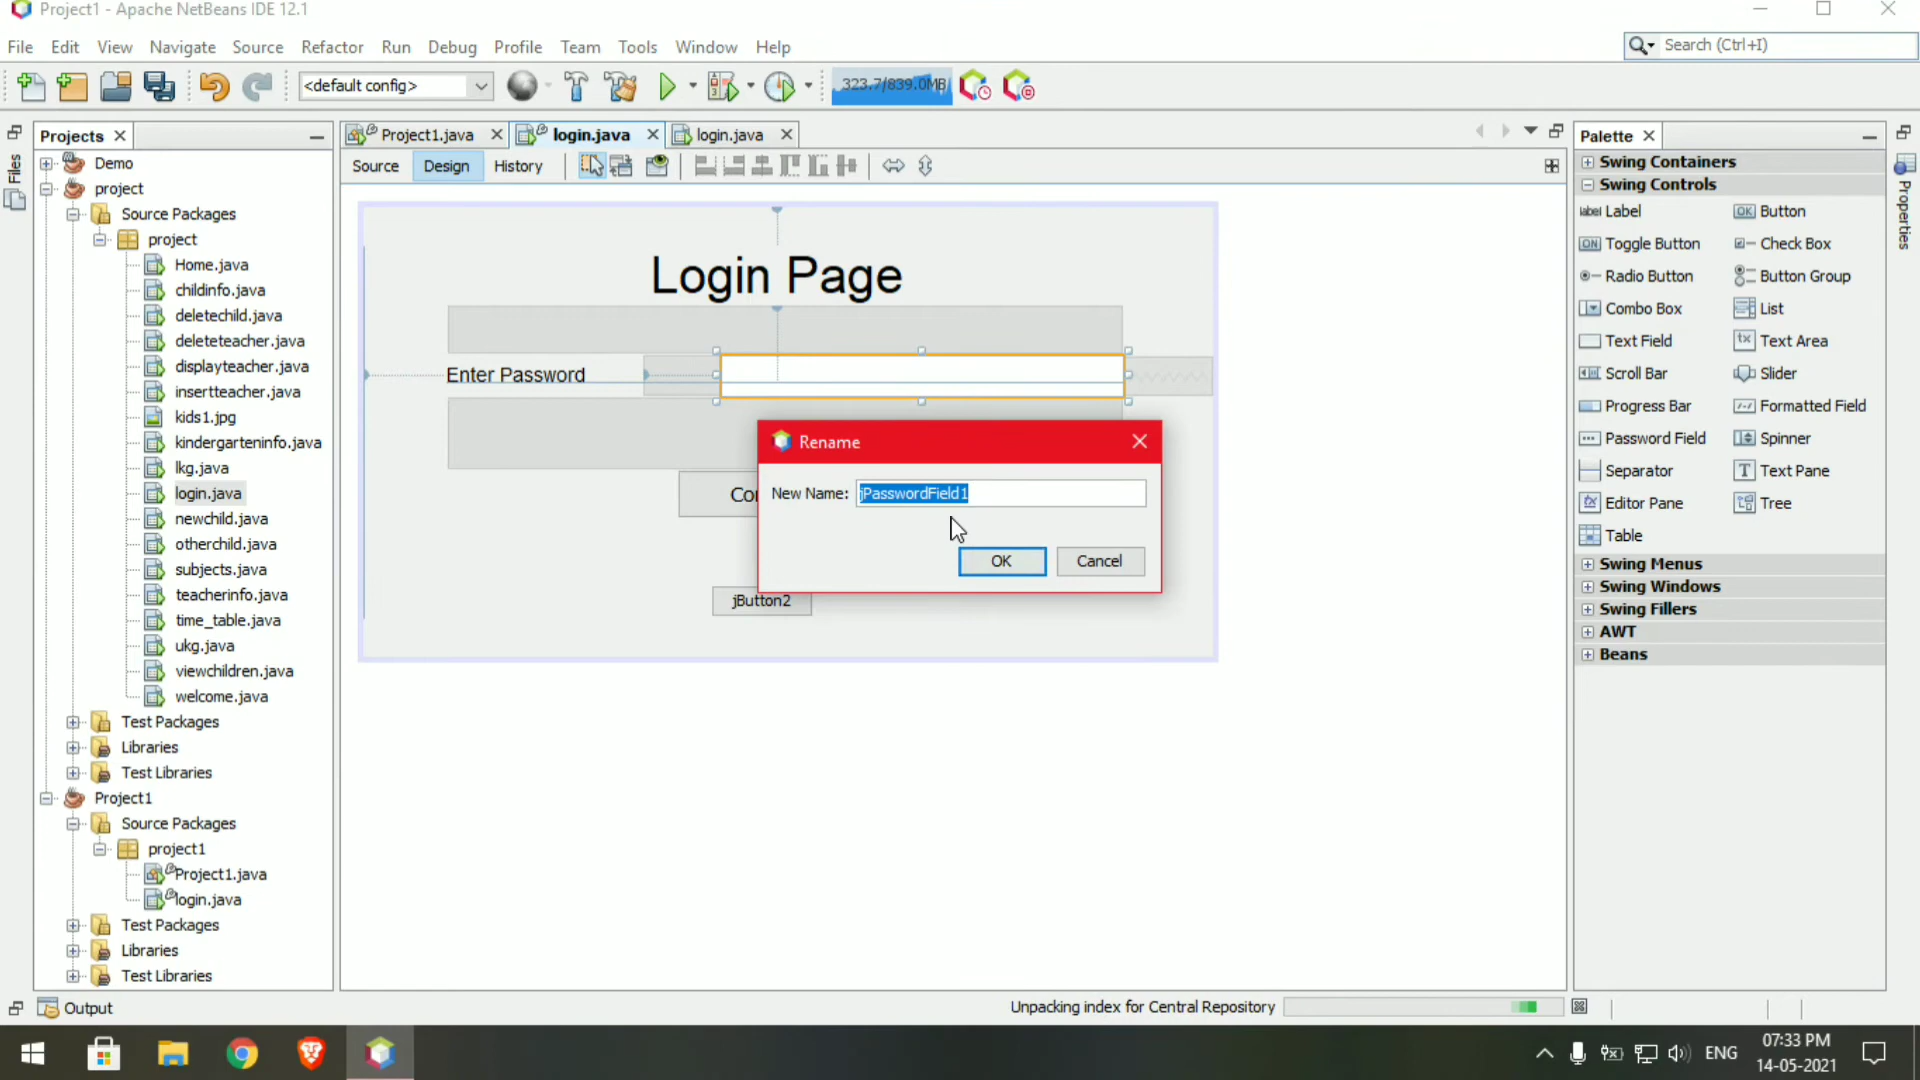 Project1 - Apache NetBeans IDE 12.1
File Edit View Navigate Source Refactor Run Debug Profile Team Tools Window Help
Search (Ctrl+I)
<default config>
323.7/839.0MB
Projects
Project1.java
login.java
login.java
Palette
Files
Source
Design
History
Properties
Demo
project
Source Packages
project
Home.java
childinfo.java
deletechild.java
deleteteacher.java
displayteacher.java
insertteacher.java
kids1.jpg
kindergarteninfo.java
lkg.java
login.java
newchild.java
otherchild.java
subjects.java
teacherinfo.java
time_table.java
ukg.java
viewchildren.java
welcome.java
Test Packages
Libraries
Test Libraries
Project1
Source Packages
project1
Project1.java
login.java
Test Packages
Libraries
Test Libraries
Login Page
Enter Password
Con
jButton2
Rename
New Name:
jPasswordField1
OK
Cancel
Swing Containers
Swing Controls
label Label
OK Button
ON Toggle Button
Check Box
Radio Button
Button Group
Combo Box
List
Text Field
Text Area
Scroll Bar
Slider
Progress Bar
Formatted Field
Password Field
Spinner
Separator
Text Pane
Editor Pane
Tree
Table
Swing Menus
Swing Windows
Swing Fillers
AWT
Beans
Output
Unpacking index for Central Repository
ENG
07:33 PM
14-05-2021